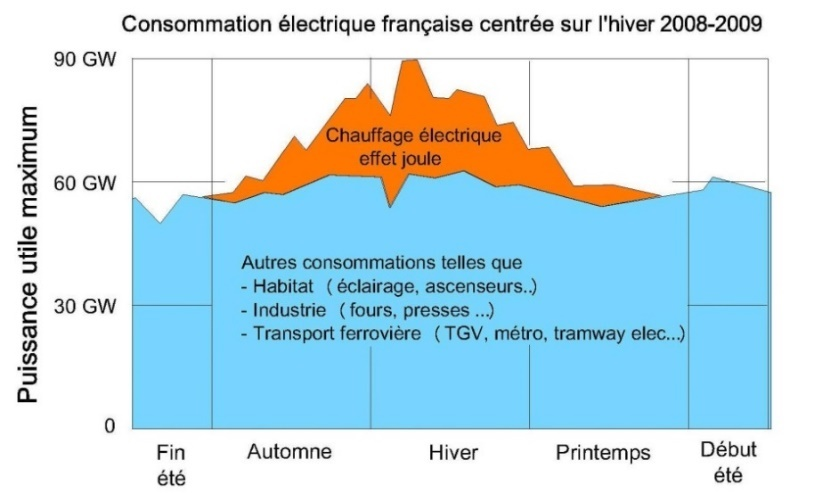 Consommation électrique française centrée sur l'hiver 2008-2009
Puissance utile maximum
90 GW
60 GW
30 GW
0
Chauffage électrique
effet joule
Autres consommations telles que
- Habitat ( éclairage, ascenseurs..)
- Industrie ( fours, presses ...)
- Transport ferrovière ( TGV, métro, tramway elec...)
Fin
été
Automne
Hiver
Printemps
Début
été